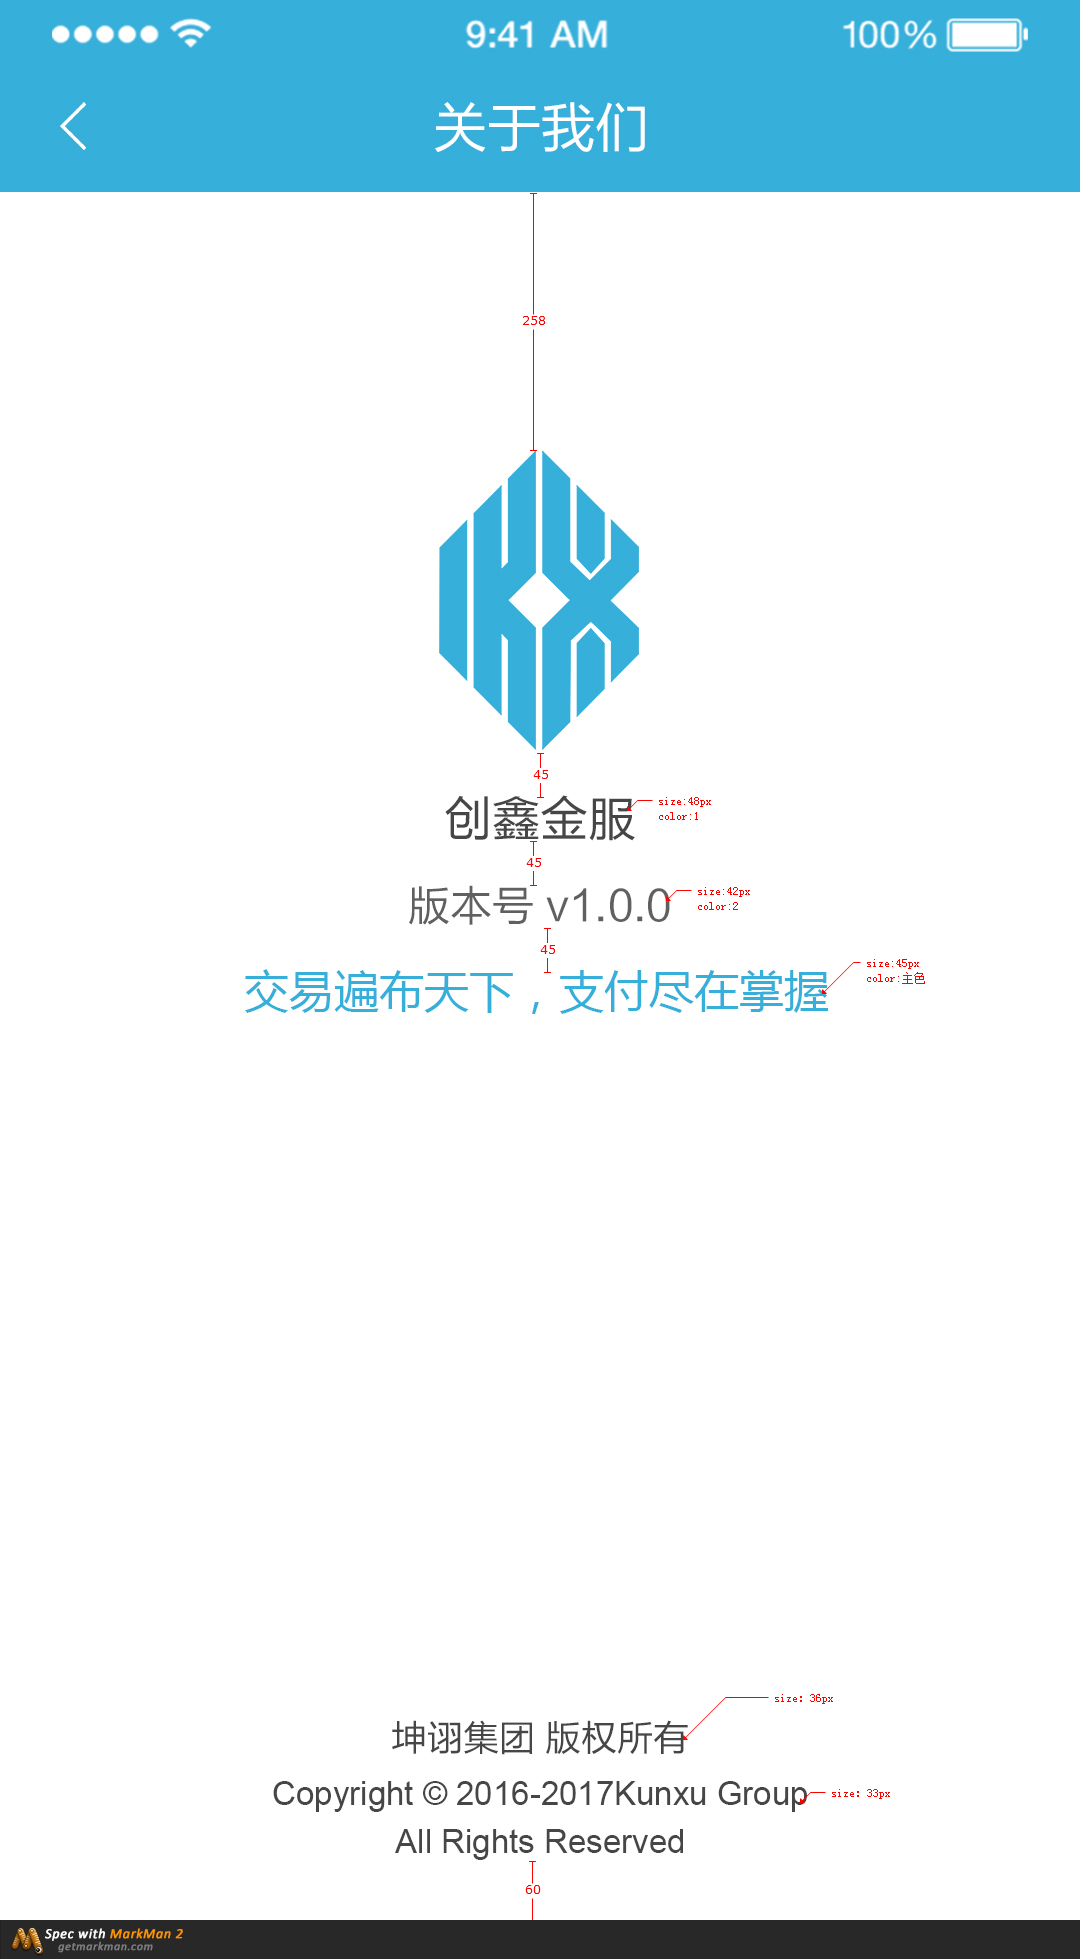 9:41 AM
100%
关于我们
258
45
创鑫金服
size:48px
color:1
45
版本号 v1.0.0
size:42px
color:2
45
交易遍布天下，支付尽在掌握
size:45px
color:主色
size: 36px
坤诩集团 版权所有
Copyright © 2016-2017Kunxu Group
size: 33px
All Rights Reserved
60
Spec with MarkMan 2
getmarkman.com